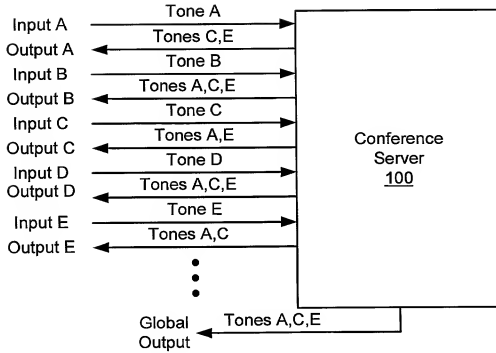 Tone A
Input A
Tones C,E
Output A
Tone B
Input B
Tones A,C,E
Output B
Tone C
Input C
Tones A,E
Output C
Tone D
Input D
Tones A,C,E
Output D
Tone E
Input E
Tones A,C
Output E
Conference
Server
100
Tones A,C,E
Global
Output